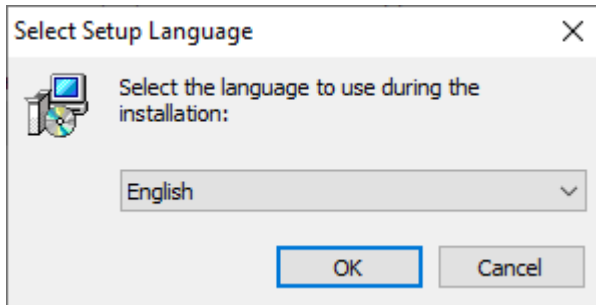 Select Setup Language
Select the language to use during the
installation:
English
OK
Cancel